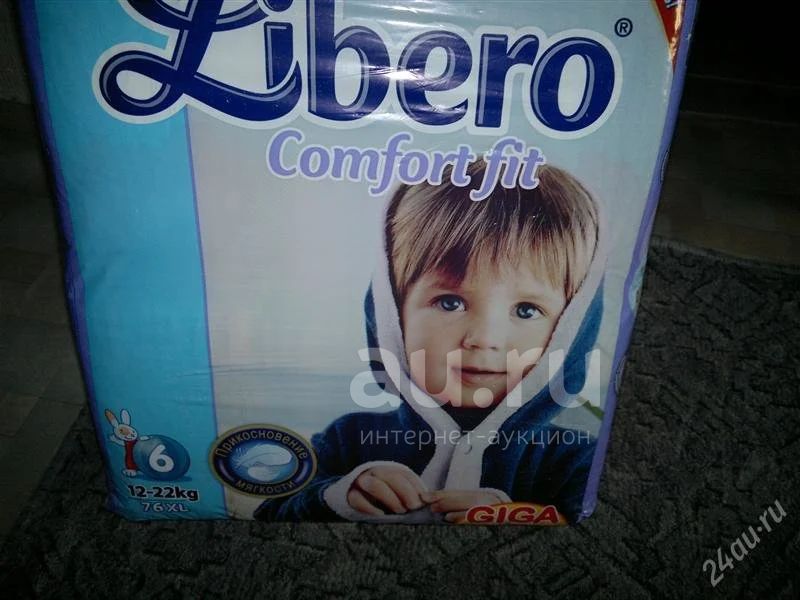 Libero®
Comfort fit
au.ru
интернет-аукцион
Прикосновение
мягкости
6
12-22kg
76 XL
GIGA
24au.ru